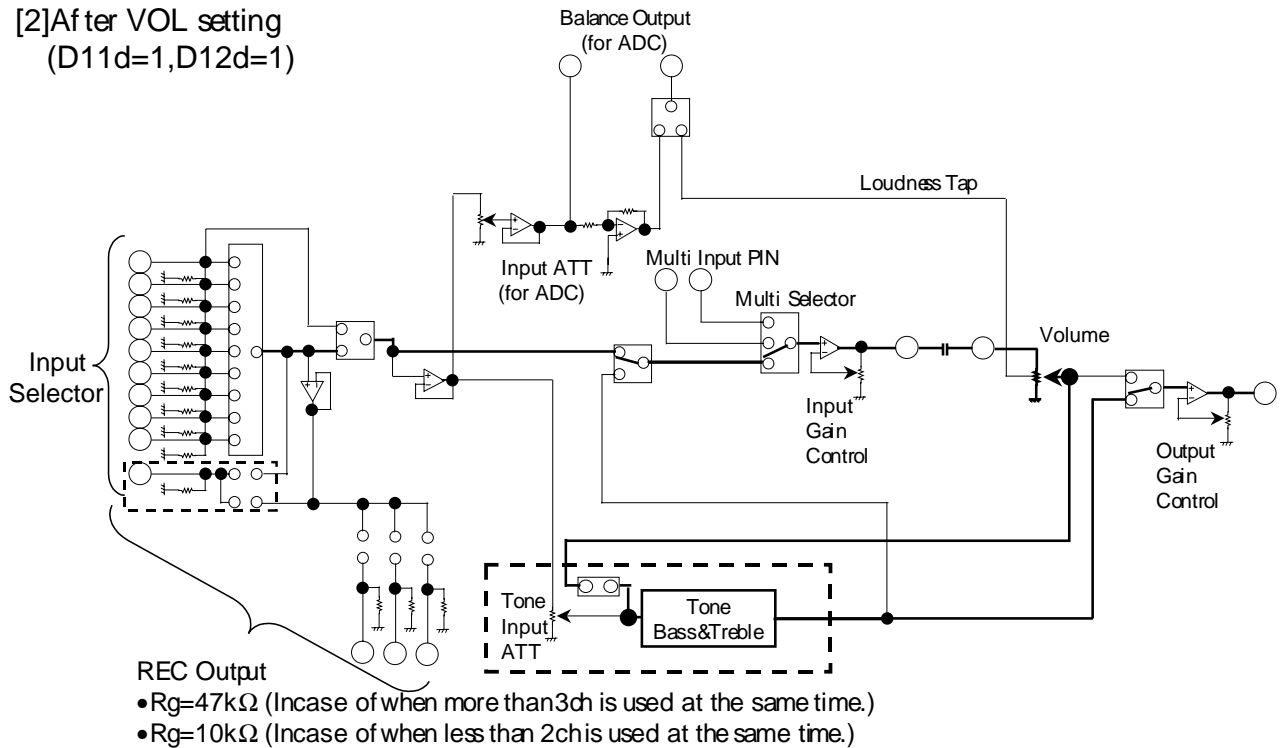 [2]After VOL setting
(D11d=1,D12d=1)
Balance Output
(for ADC)
Loudness Tap
Input ATT
(for ADC)
Multi Input PIN
Multi Selector
Volume
Input
Selector
Input
Gain
Control
Output
Gain
Control
Tone
Input
ATT
Tone
Bass&Treble
REC Output
•Rg=47kΩ (Incase of when more than3ch is used at the same time.)
•Rg=10kΩ (Incase of when less than 2ch is used at the same time.)